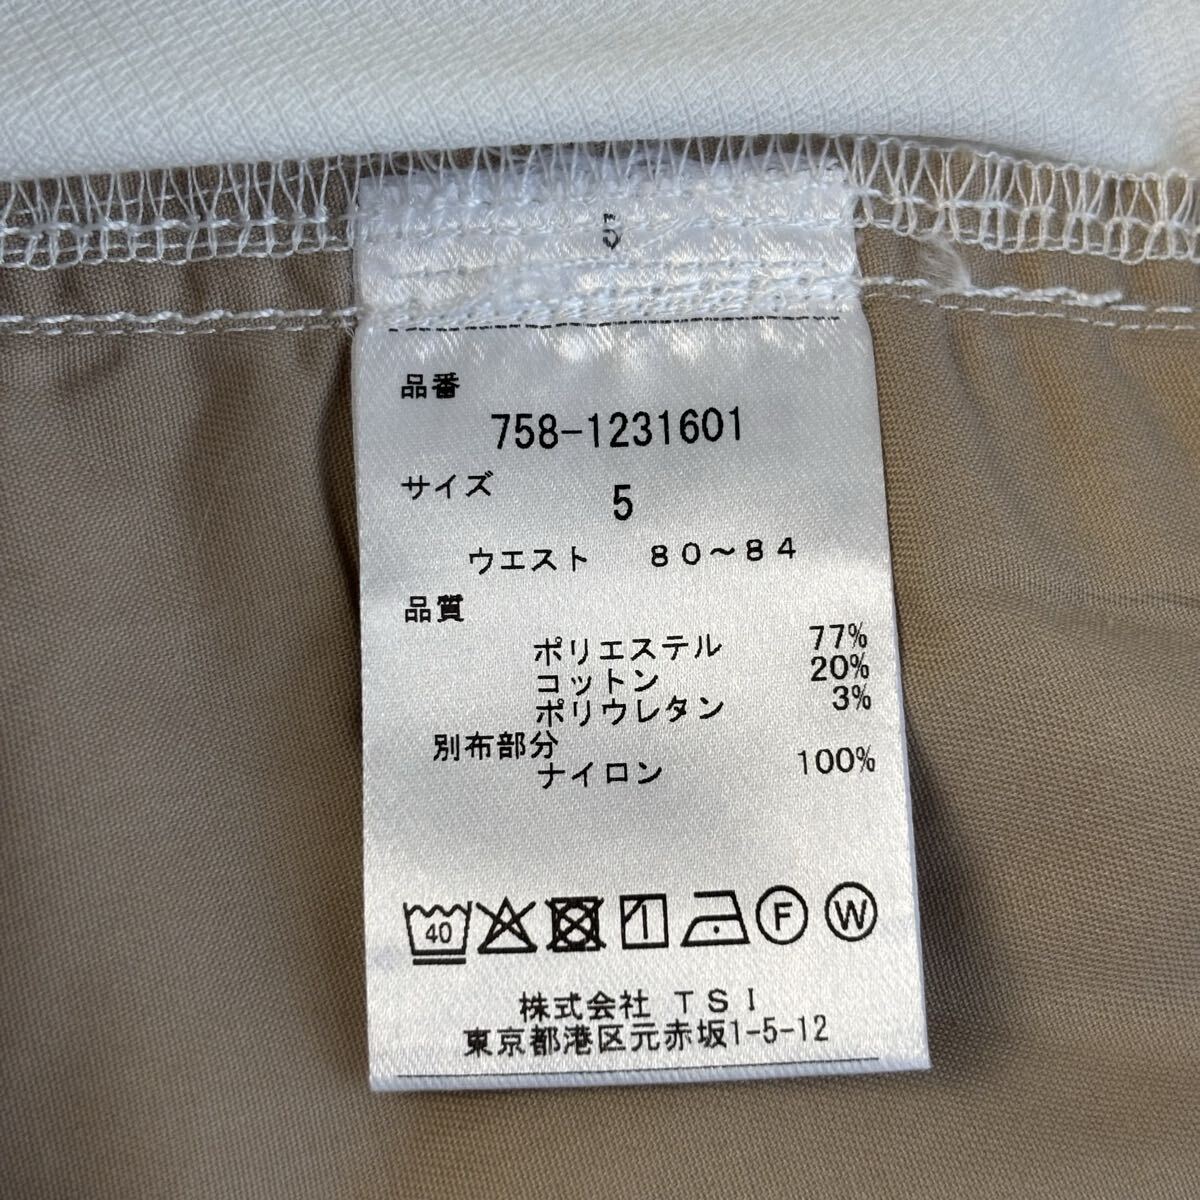 5
品番
758-1231601
サイズ 5
ウエスト 80～84
品質
ポリエステル 77%
コットン 20%
ポリウレタン 3%
別布部分
ナイロン 100%
40 F W
株式会社 TSI
東京都港区元赤坂1-5-12